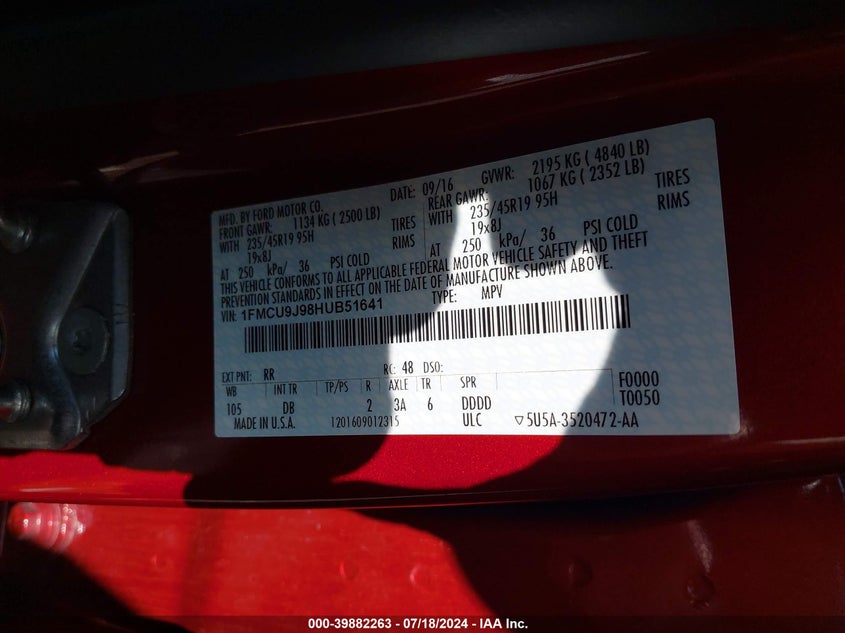 MFD. BY FORD MOTOR CO. DATE: 09/16 GVWR: 2195 KG ( 4840 LB)
FRONT GAWR: 1134 KG ( 2500 LB) REAR GAWR: 1067 KG ( 2352 LB)
WITH 235/45R19 95H TIRES WITH 235/45R19 95H TIRES
19x8J RIMS 19x8J RIMS
AT 250 kPa/ 36 PSI COLD AT 250 kPa/ 36 PSI COLD
THIS VEHICLE CONFORMS TO ALL APPLICABLE FEDERAL MOTOR VEHICLE SAFETY AND THEFT
PREVENTION STANDARDS IN EFFECT ON THE DATE OF MANUFACTURE SHOWN ABOVE.
VIN: 1FMCU9J98HUB51641 TYPE: MPV
EXT PNT: RR RC: 48 DSO: F0000
WB INT TR TP/PS R AXLE TR SPR T0050
105 DB 2 3A 6 DDDD
MADE IN U.S.A. 1201609012315 ULC ▽5U5A-3520472-AA
000-39882263 - 07/18/2024 - IAA Inc.